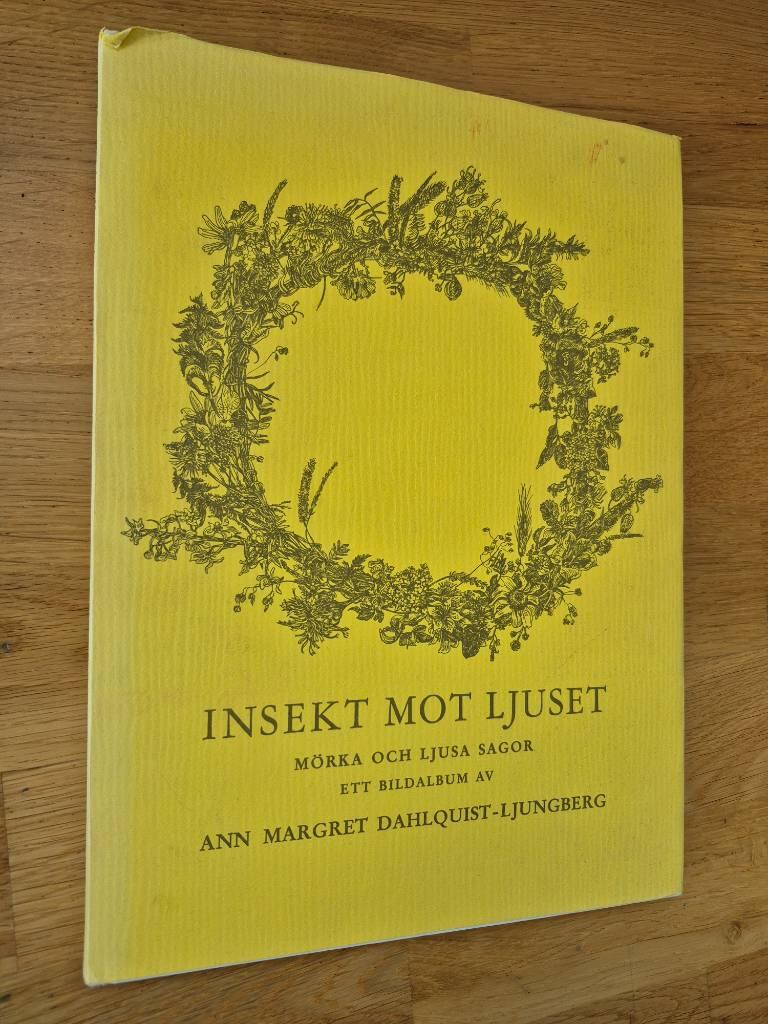 INSEKT MOT LJUSET
MÖRKA OCH LJUSA SAGOR
ETT BILDALBUM AV
ANN MARGRET DAHLQUIST-LJUNGBERG